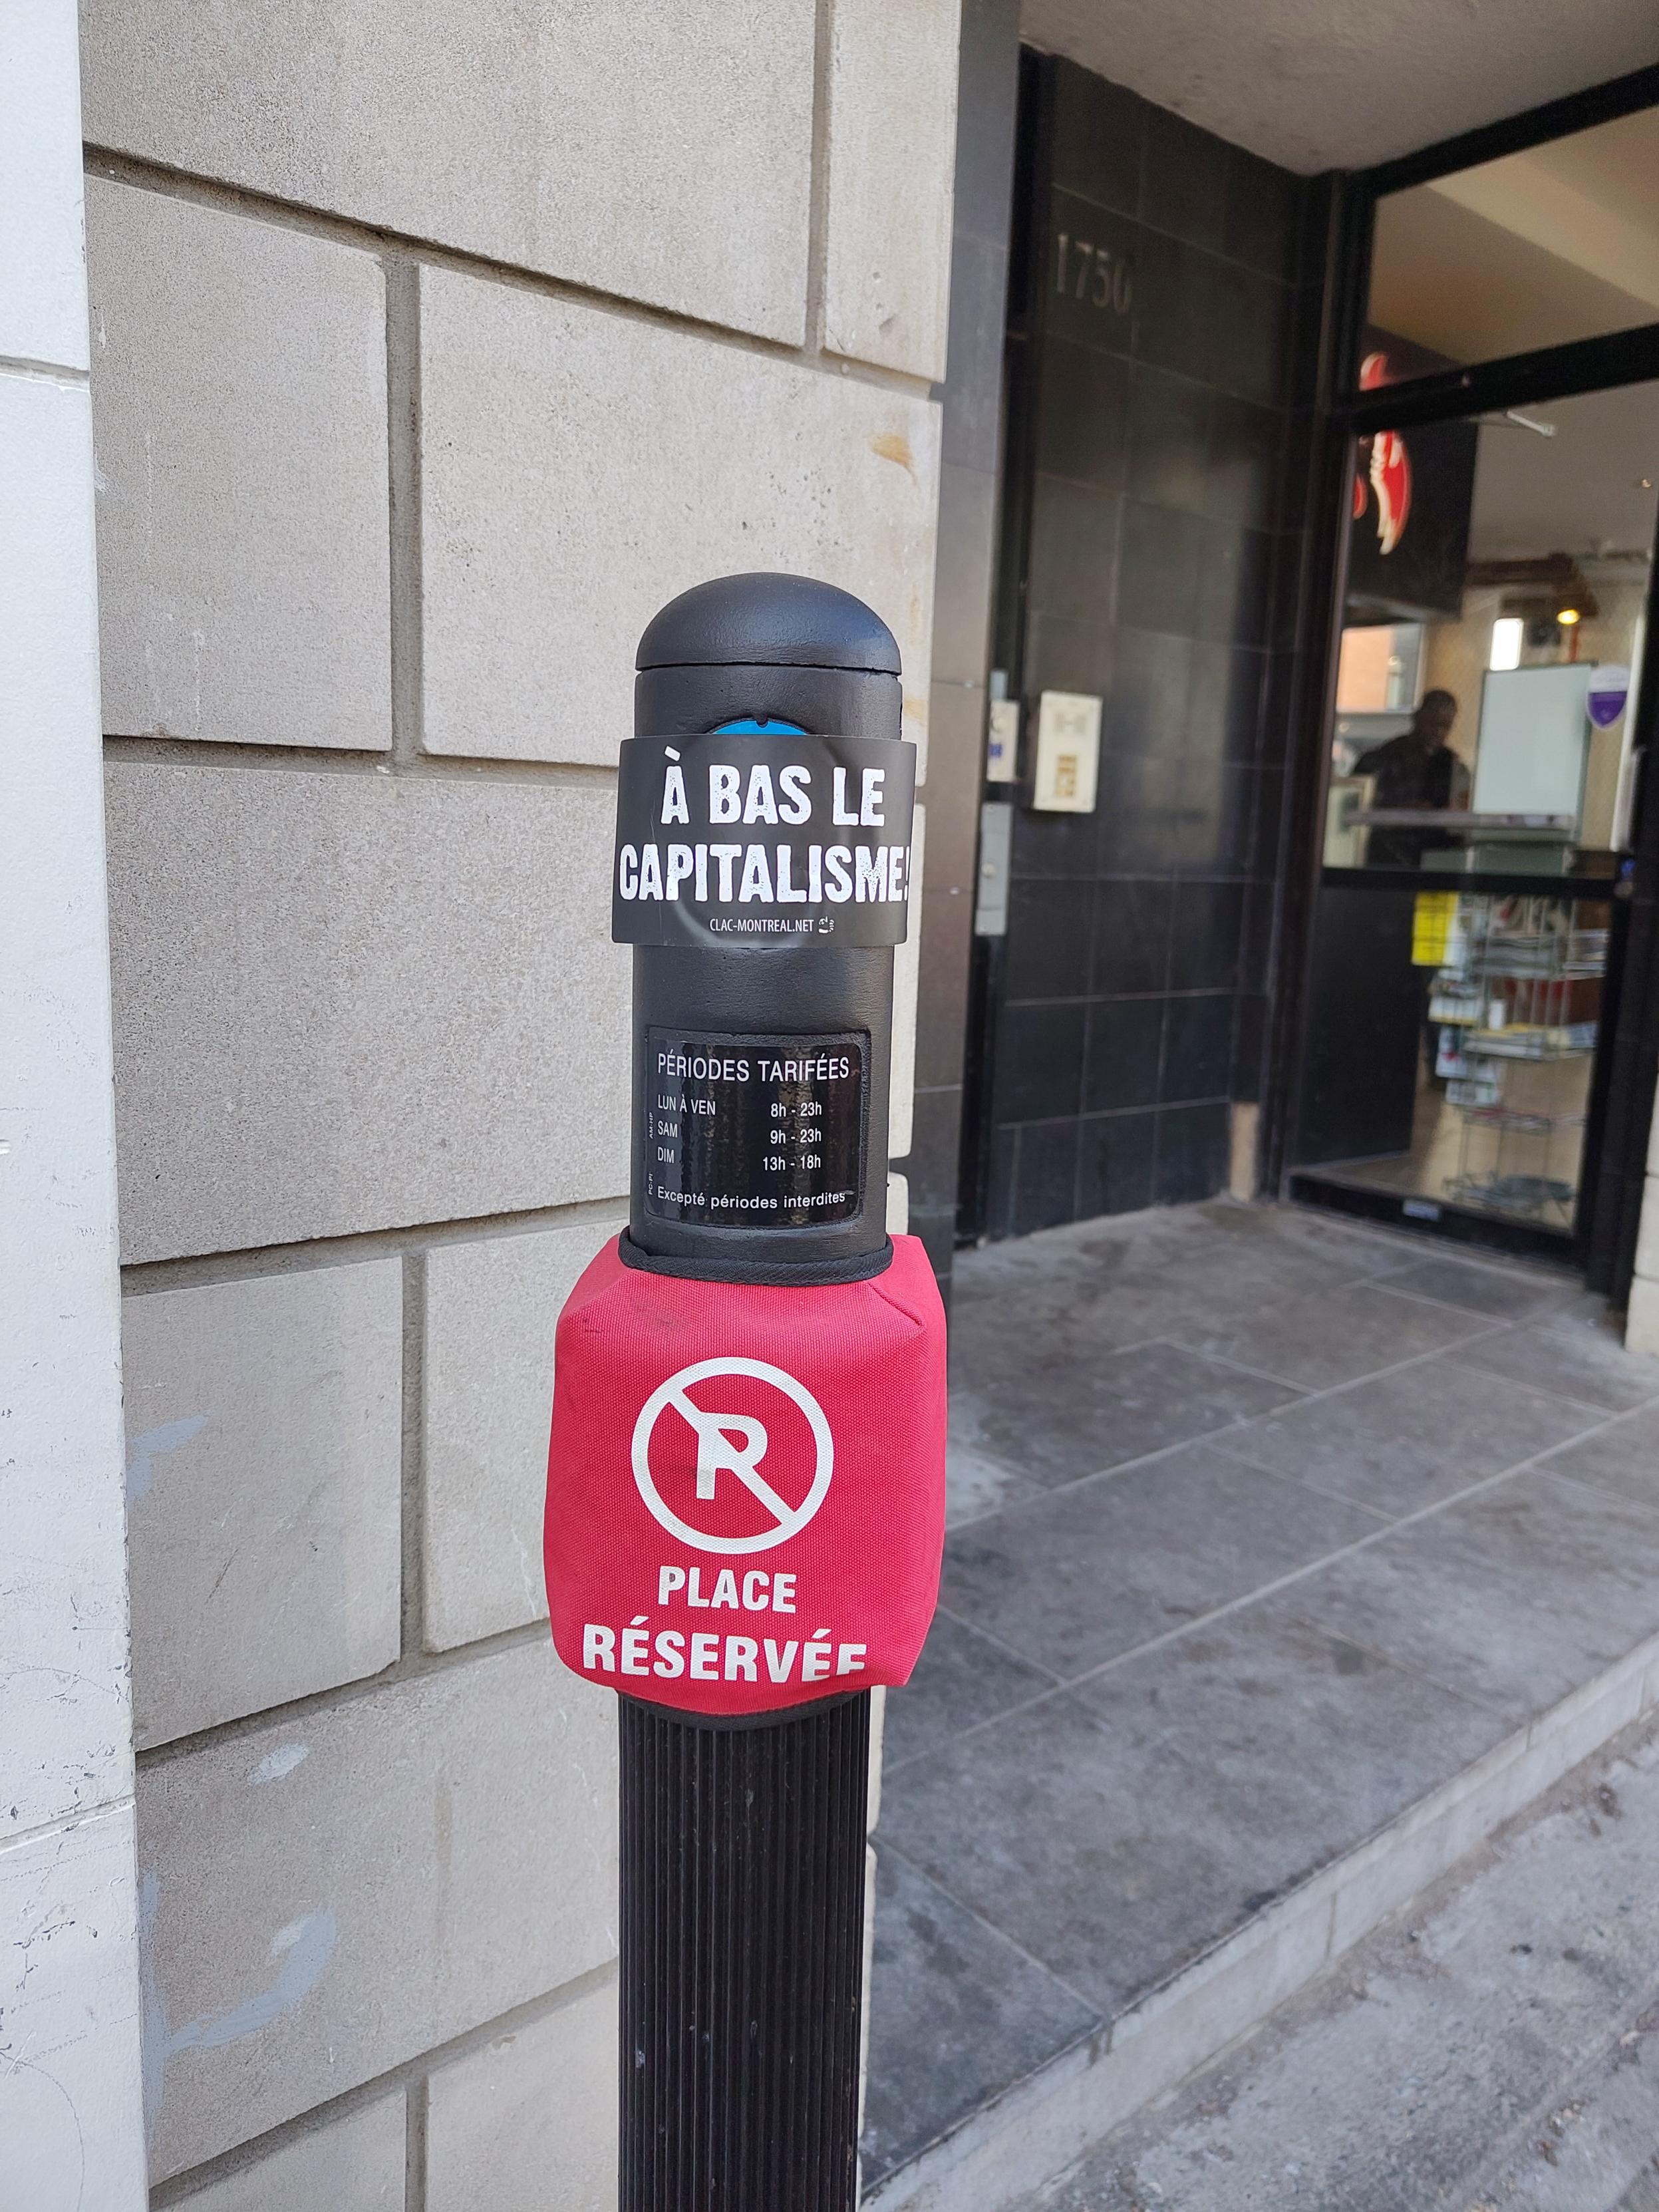 1750
À BAS LE
CAPITALISME!
CLAC-MONTREAL.NET
PÉRIODES TARIFÉES
LUN À VEN 8h - 23h
SAM 9h - 23h
DIM 13h - 18h
Excepté périodes interdites
P
PLACE
RÉSERVÉE